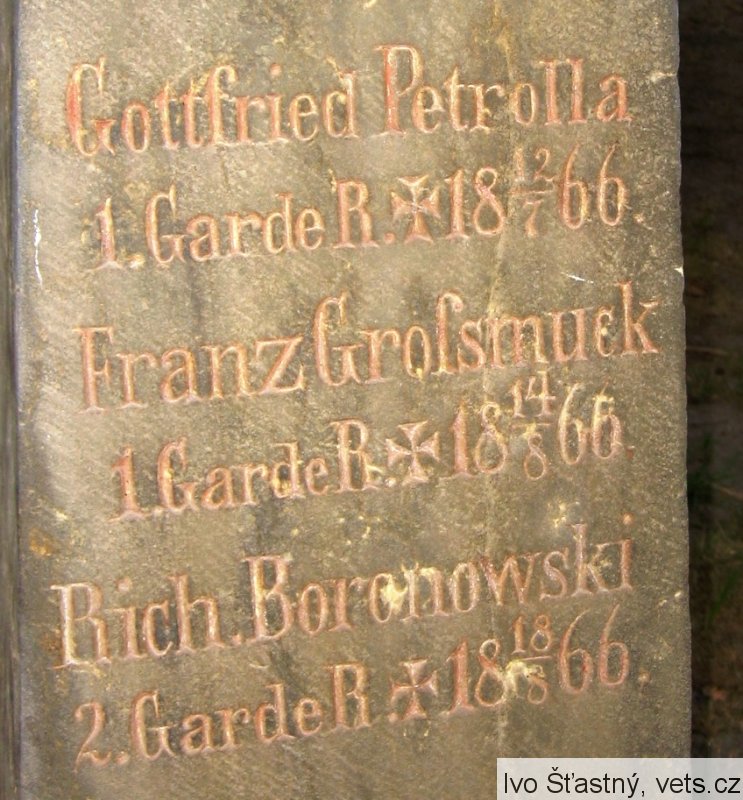 Gottfried Petrolla
1. Garde R. ✠ 18 12/7 66.
Franz Groſsmuck
1. Garde R. ✠ 18 14/8 66.
Rich. Boronowski
2. Garde R. ✠ 18 18/8 66.
Ivo Šťastný, vets.cz